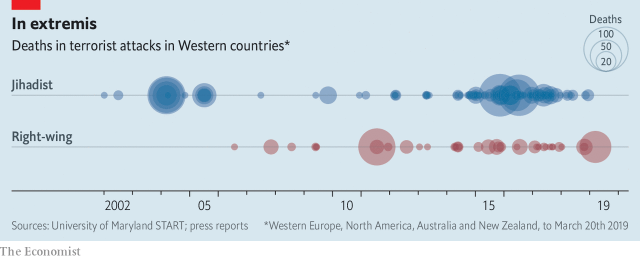 In extremis
Deaths in terrorist attacks in Western countries*
Deaths
100
50
20
Jihadist
Right-wing
2002 05 10 15 19
Sources: University of Maryland START; press reports *Western Europe, North America, Australia and New Zealand, to March 20th 2019
The Economist